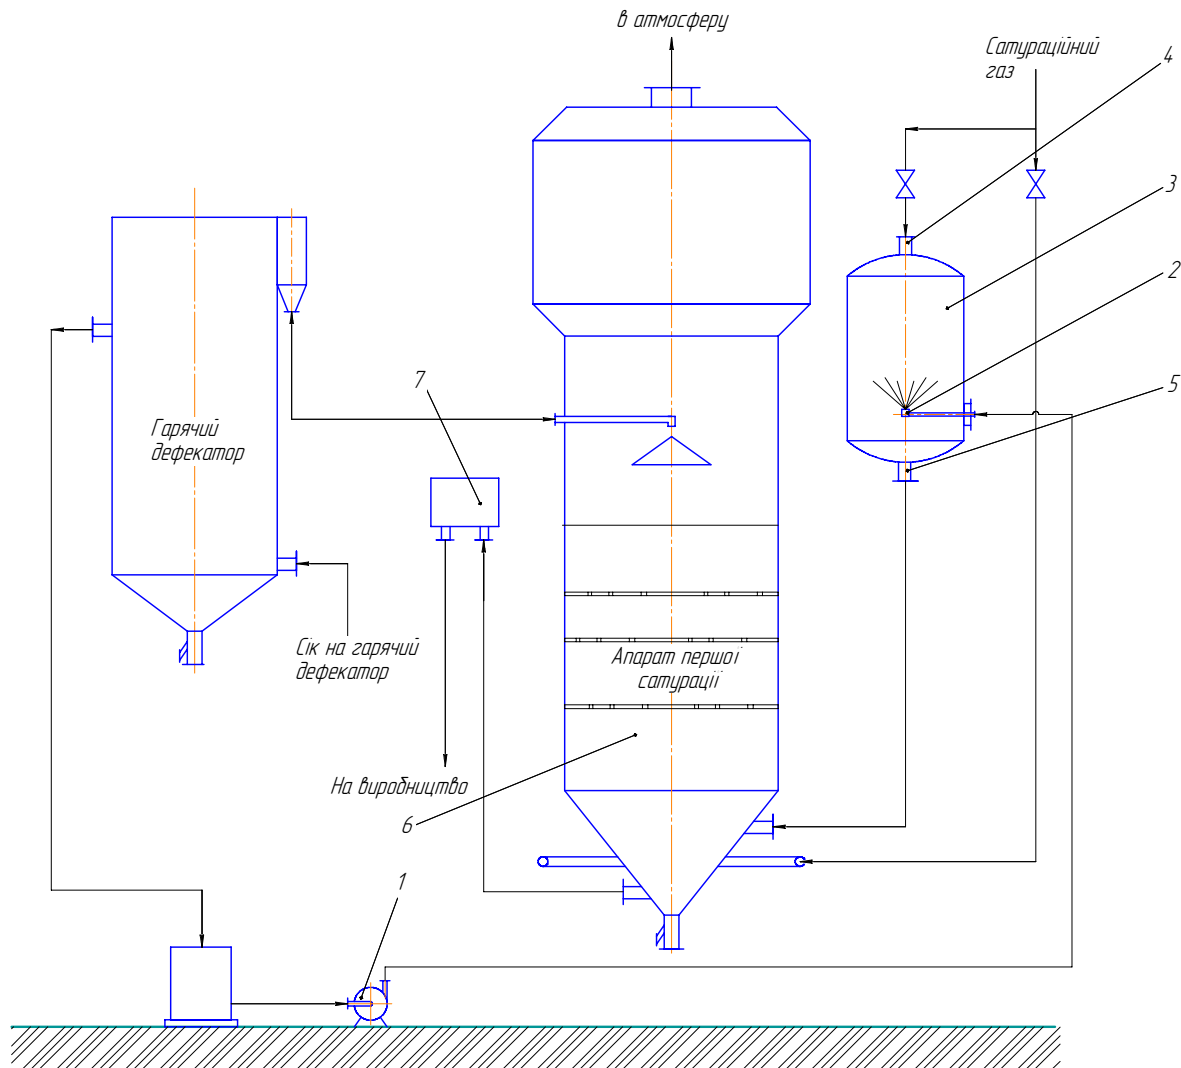 в атмосферу
Сатураційний
газ
4
3
2
5
7
Гарячий
дефекатор
Сік на гарячий
дефекатор
Апарат першої
сатурації
На виробництво
6
1